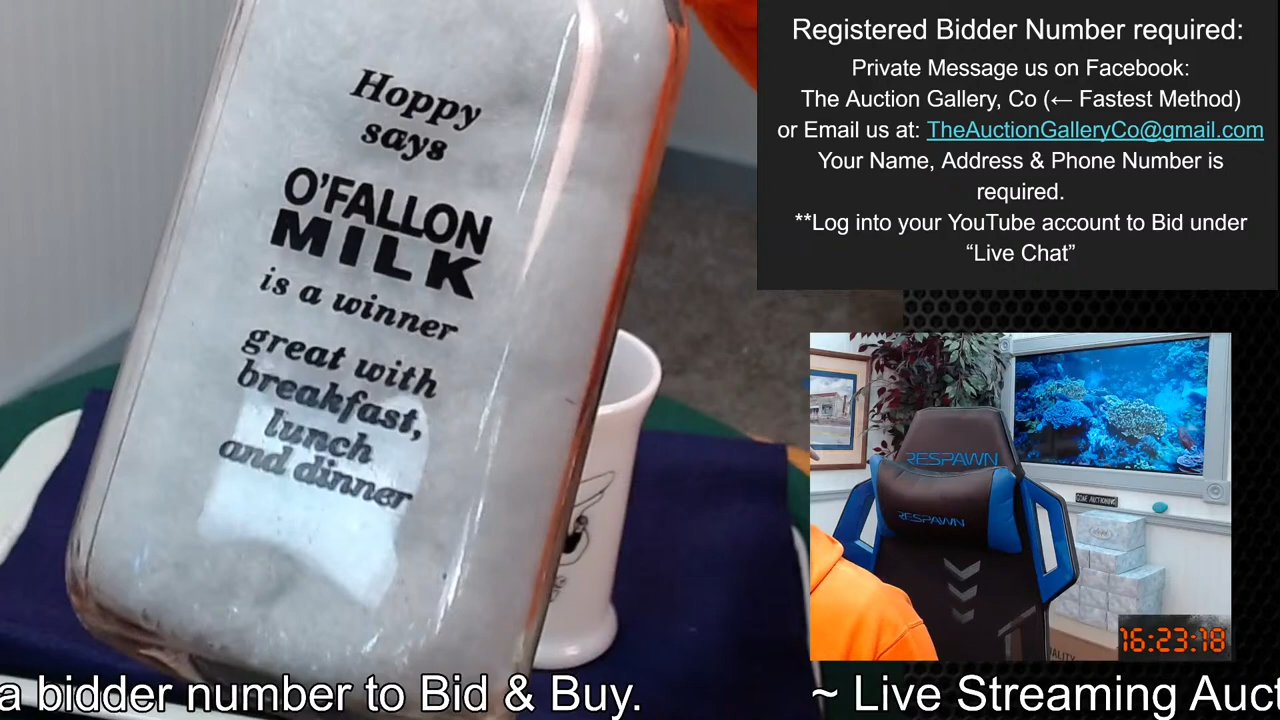 Hoppy
says
O'FALLON
MILK
is a winner
great with
breakfast,
lunch
and dinner
Registered Bidder Number required:
Private Message us on Facebook:
The Auction Gallery, Co (← Fastest Method)
or Email us at: TheAuctionGalleryCo@gmail.com
Your Name, Address & Phone Number is
required.
**Log into your YouTube account to Bid under
“Live Chat”
RESPAWN
RESPAWN
GONE AUCTIONING
16:23:18
a bidder number to Bid & Buy.
~ Live Streaming Auct